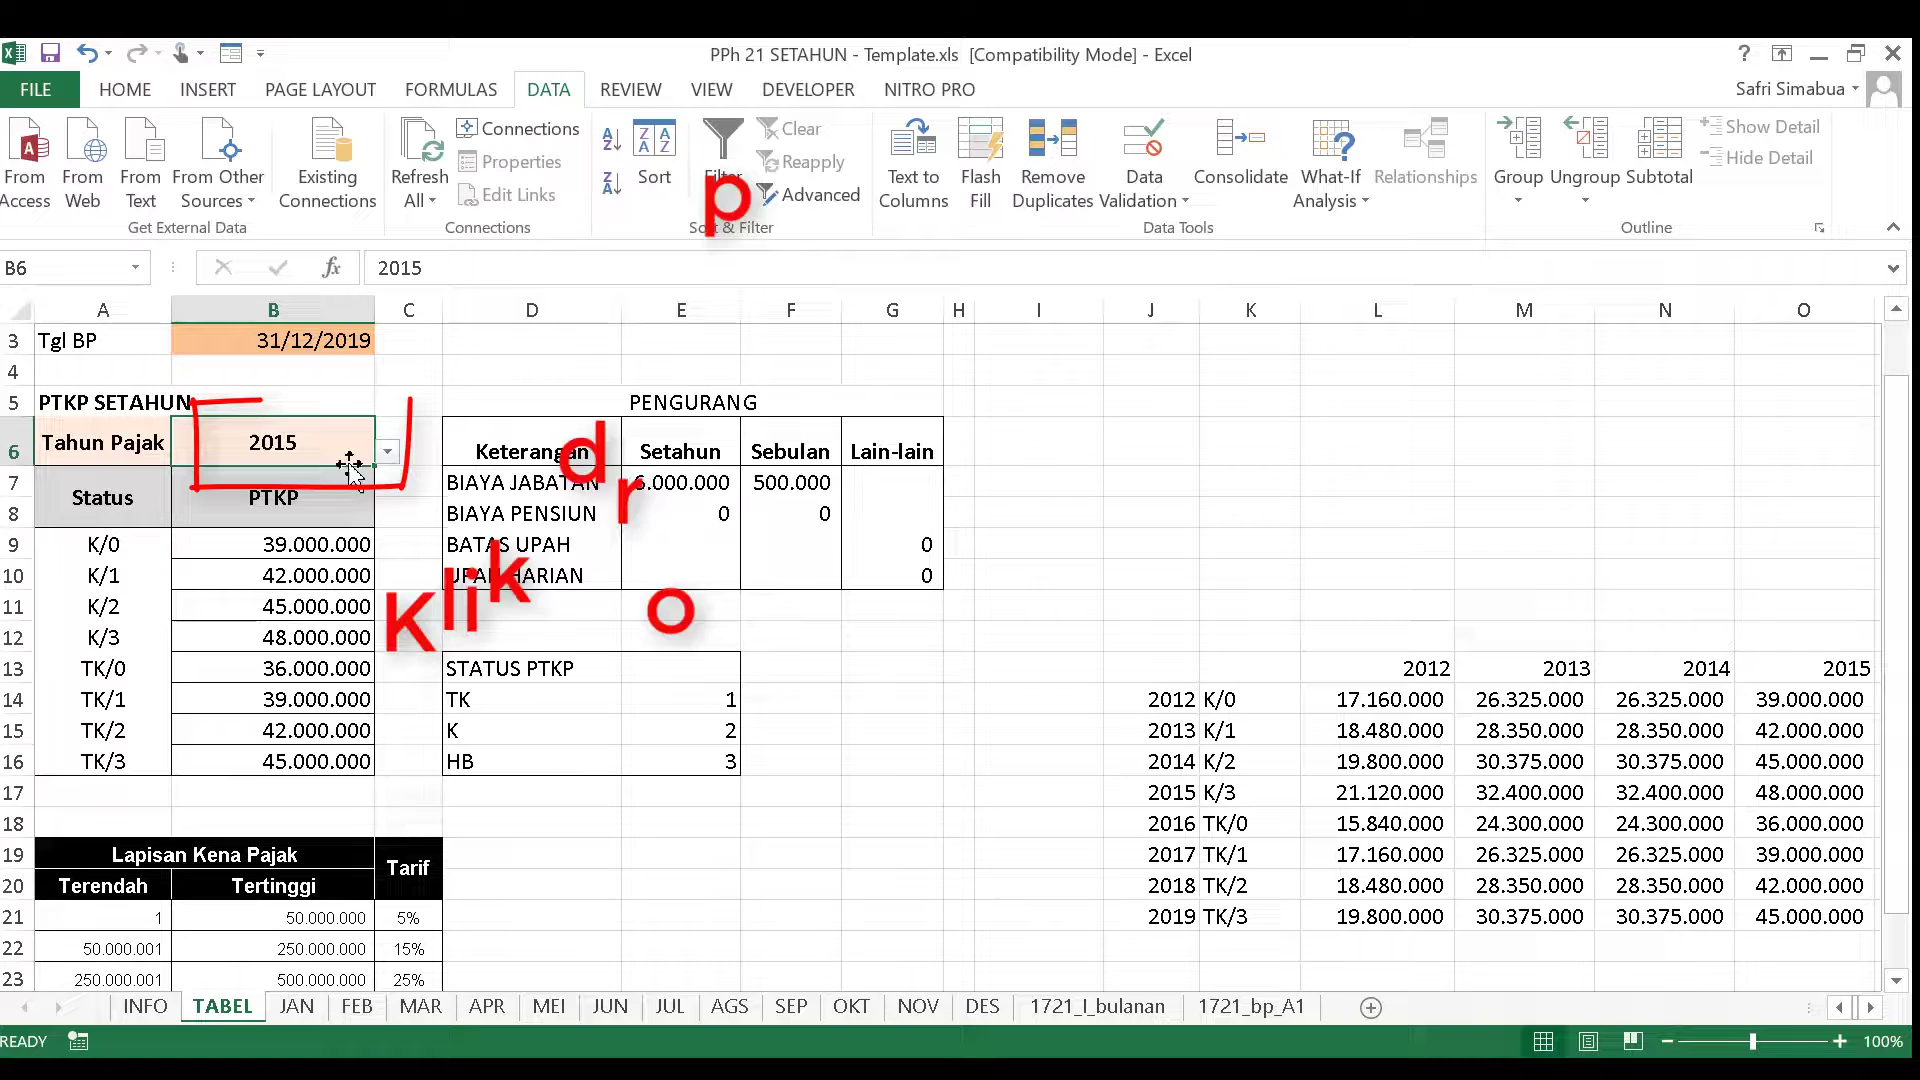 PPh 21 SETAHUN - Template.xls [Compatibility Mode] - Excel
?
FILE HOME INSERT PAGE LAYOUT FORMULAS DATA REVIEW VIEW DEVELOPER NITRO PRO Safri Simabua
From Access
From Web
From Text
From Other Sources
Existing Connections
Get External Data
Refresh All
Connections
Properties
Edit Links
Connections
Sort
Filter
Clear
Reapply
Advanced
Sort & Filter
Text to Columns
Flash Fill
Remove Duplicates
Data Validation
Consolidate
What-If Analysis
Relationships
Data Tools
Group
Ungroup
Subtotal
Show Detail
Hide Detail
Outline
B6 fx 2015
A B C D E F G H I J K L M N O
3 Tgl BP 31/12/2019
4
5 PTKP SETAHUN PENGURANG
6 Tahun Pajak 2015 Keterangan Setahun Sebulan Lain-lain
7 BIAYA JABATAN 6.000.000 500.000
Status PTKP
8 BIAYA PENSIUN 0 0
9 K/0 39.000.000 BATAS UPAH 0
10 K/1 42.000.000 UPAH HARIAN 0
11 K/2 45.000.000
12 K/3 48.000.000
13 TK/0 36.000.000 STATUS PTKP 2012 2013 2014 2015
14 TK/1 39.000.000 TK 1 2012 K/0 17.160.000 26.325.000 26.325.000 39.000.000
15 TK/2 42.000.000 K 2 2013 K/1 18.480.000 28.350.000 28.350.000 42.000.000
16 TK/3 45.000.000 HB 3 2014 K/2 19.800.000 30.375.000 30.375.000 45.000.000
17 2015 K/3 21.120.000 32.400.000 32.400.000 48.000.000
18 2016 TK/0 15.840.000 24.300.000 24.300.000 36.000.000
19 Lapisan Kena Pajak Tarif 2017 TK/1 17.160.000 26.325.000 26.325.000 39.000.000
20 Terendah Tertinggi 2018 TK/2 18.480.000 28.350.000 28.350.000 42.000.000
21 1 50.000.000 5% 2019 TK/3 19.800.000 30.375.000 30.375.000 45.000.000
22 50.000.001 250.000.000 15%
23 250.000.001 500.000.000 25%
Klik d r o p
INFO TABEL JAN FEB MAR APR MEI JUN JUL AGS SEP OKT NOV DES 1721_I_bulanan 1721_bp_A1
READY 100%